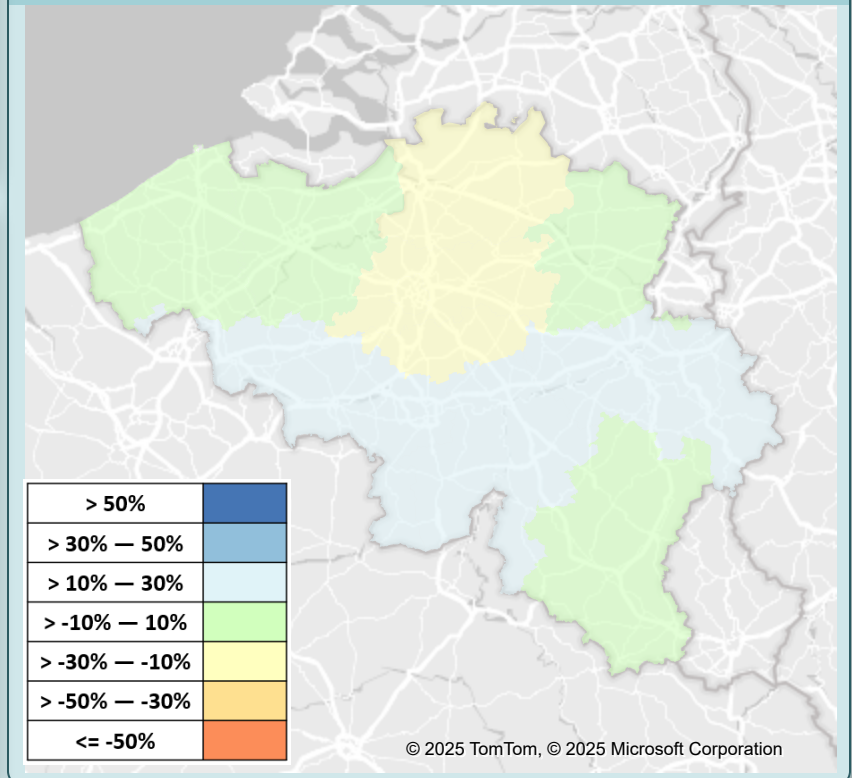 > 50%
> 30% — 50%
> 10% — 30%
> -10% — 10%
> -30% — -10%
> -50% — -30%
<= -50%
© 2025 TomTom, © 2025 Microsoft Corporation